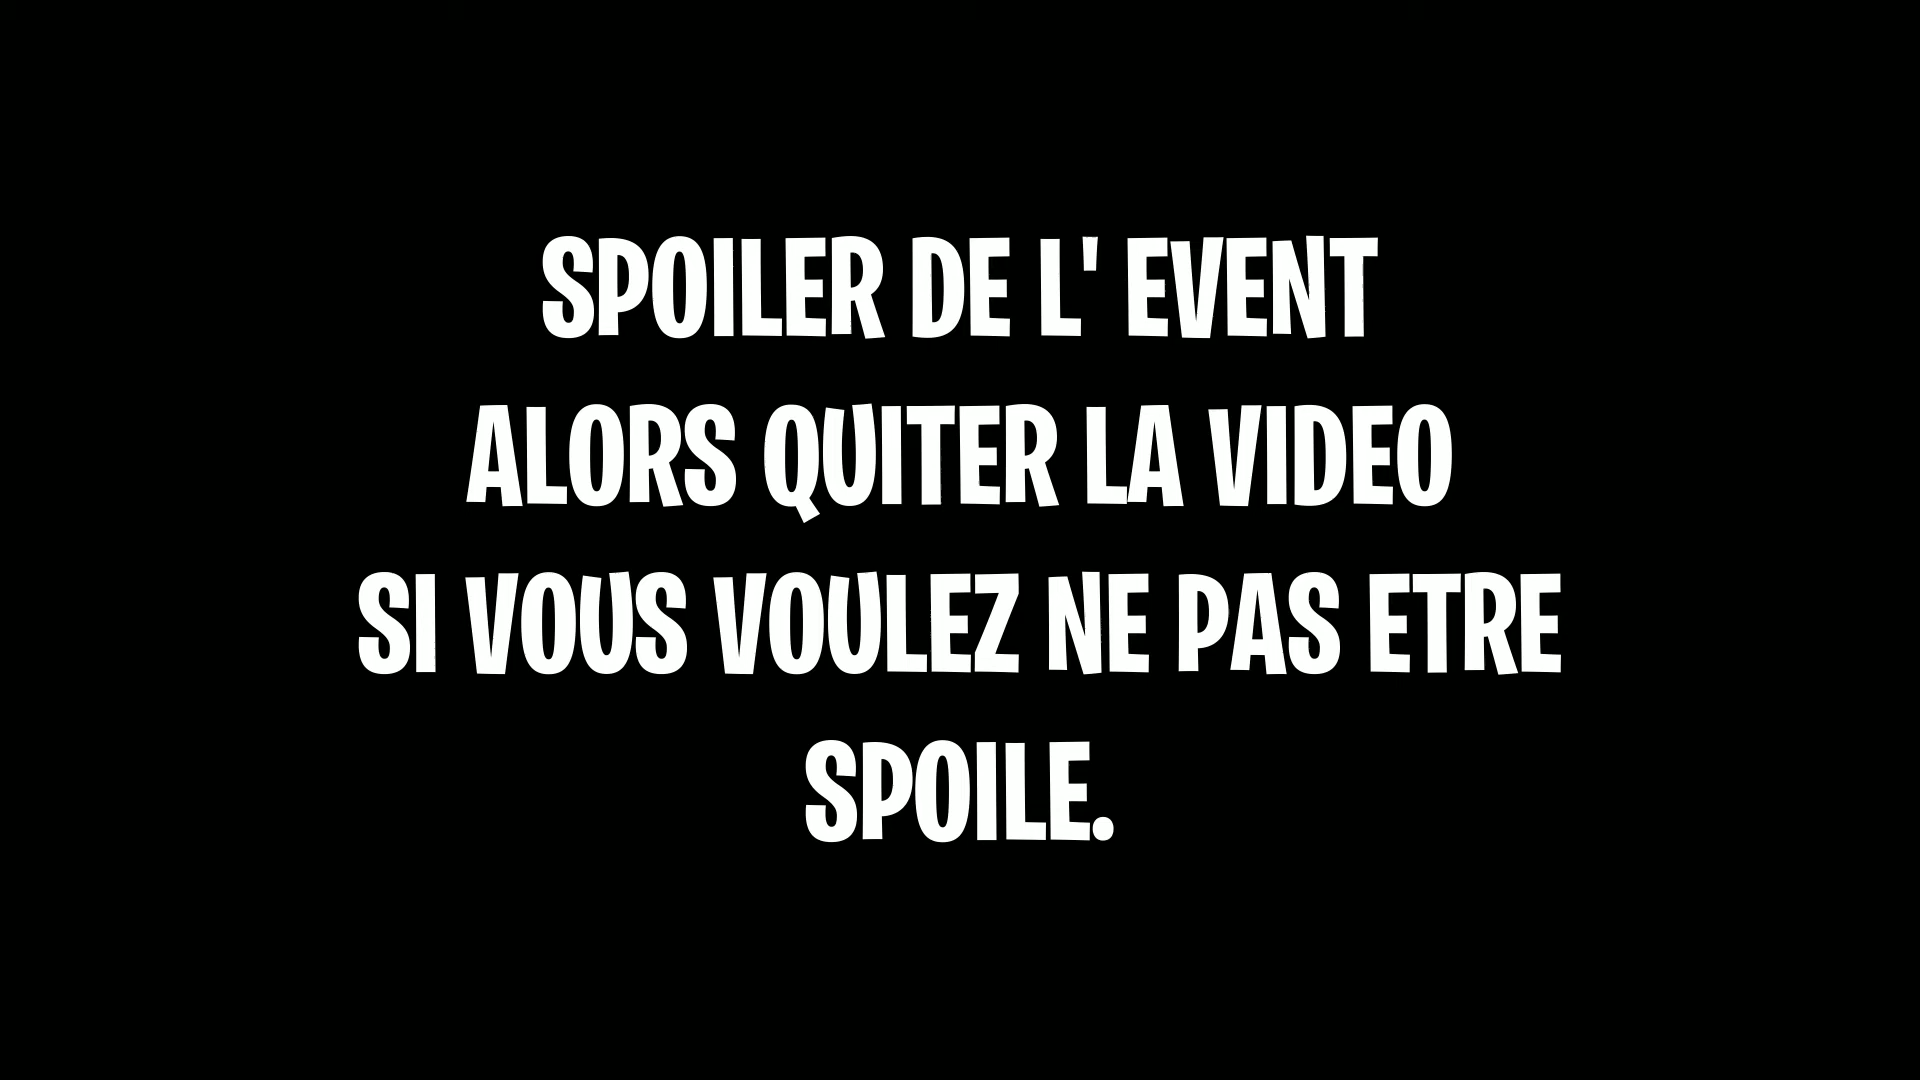 SPOILER DE L' EVENT
ALORS QUITER LA VIDEO
SI VOUS VOULEZ NE PAS ETRE
SPOILE.